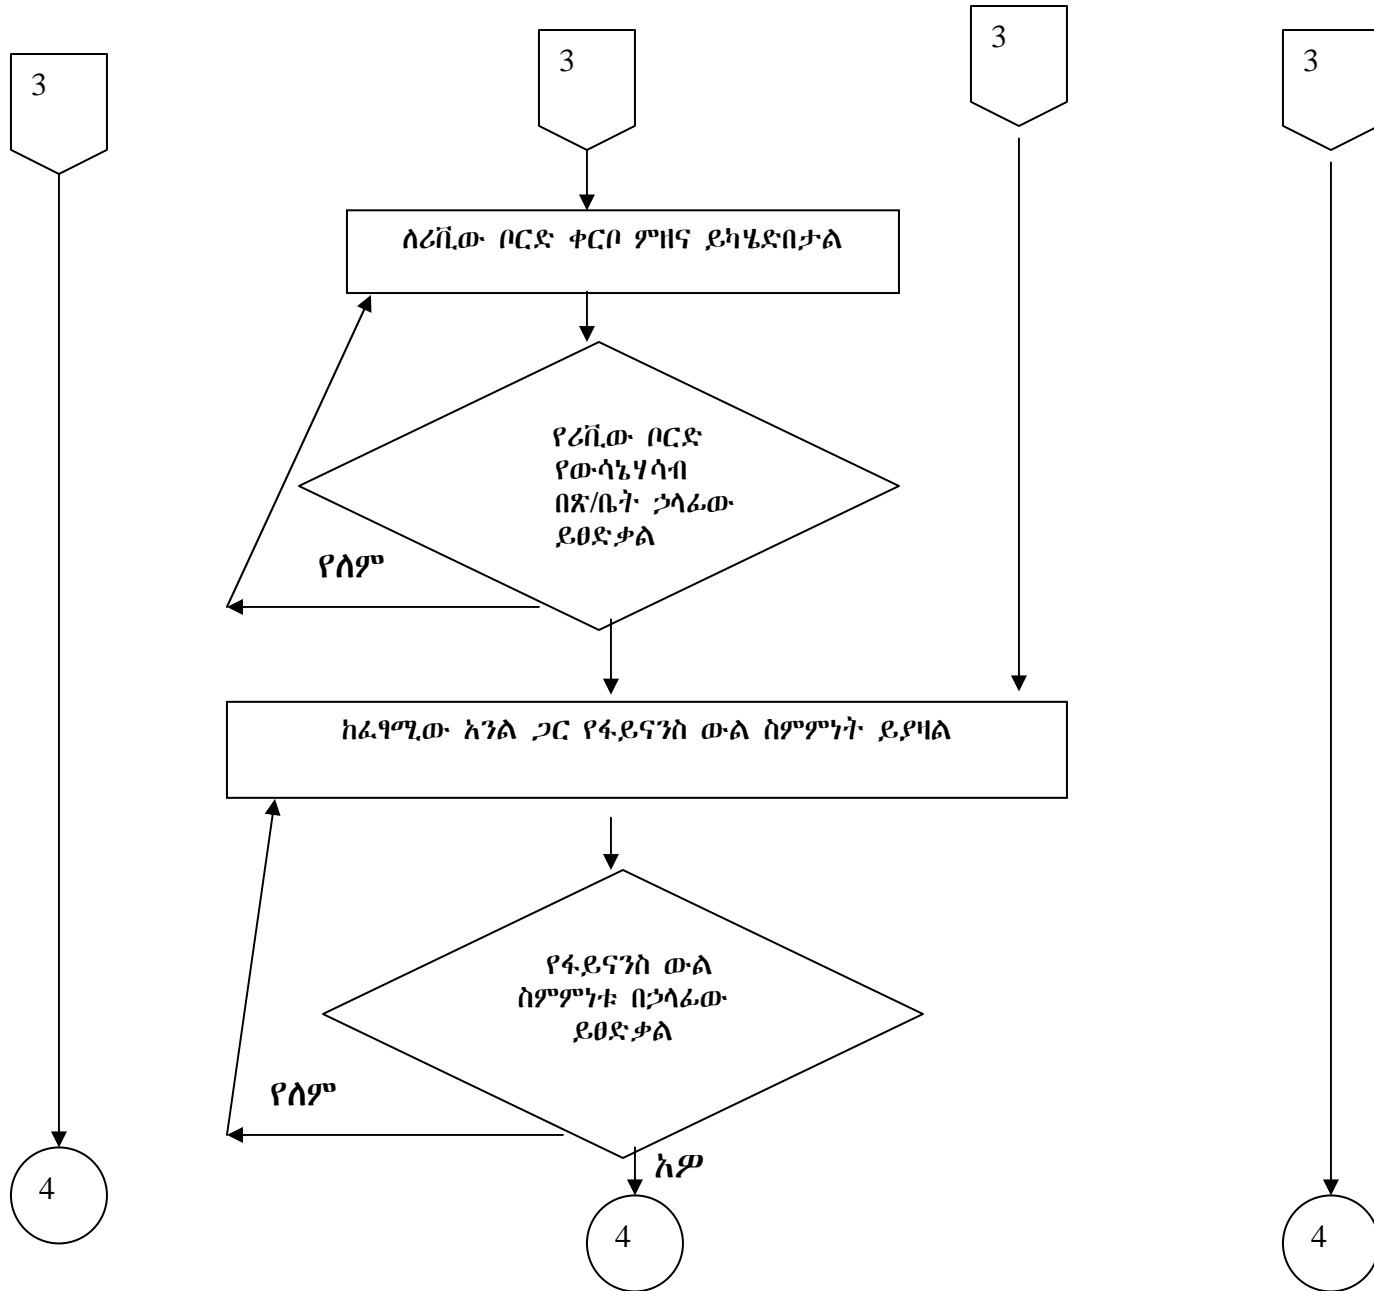 3
3
3
3
ለሪቪው ቦርድ ቀርቦ ምዘና ይካሄድበታል
የሪቪው ቦርድ
የውሳኔሃሳብ
በጽ/ቤት ኃላፊው
ይፀድቃል
የለም
ከፈፃሚው አንል ጋር የፋይናንስ ውል ስምምነት ይያዛል
የፋይናንስ ውል
ስምምነቱ በኃላፊው
ይፀድቃል
የለም
አዎ
4
4
4